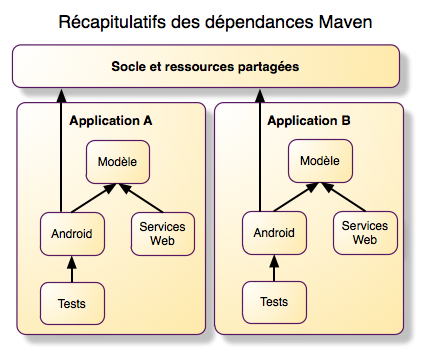 Récapitulatifs des dépendances Maven
Socle et ressources partagées
Application A
Modèle
Android
Services
Web
Tests
Application B
Modèle
Android
Services
Web
Tests